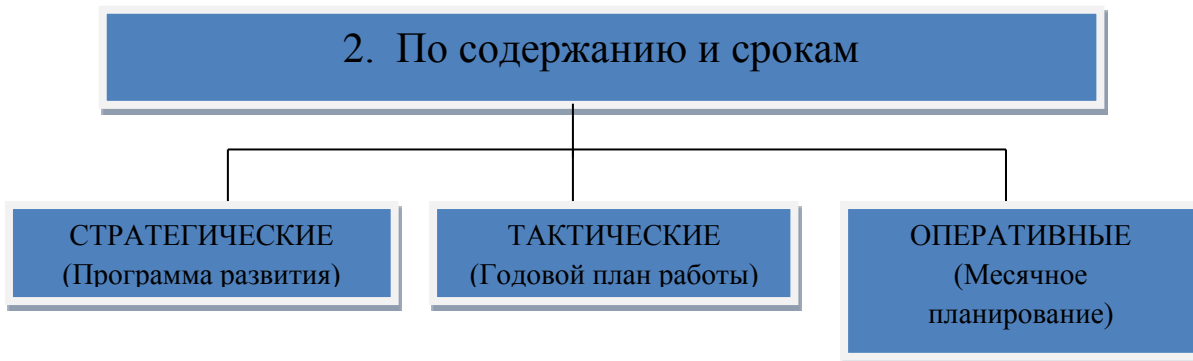 2. По содержанию и срокам
СТРАТЕГИЧЕСКИЕ
(Программа развития)
ТАКТИЧЕСКИЕ
(Годовой план работы)
ОПЕРАТИВНЫЕ
(Месячное
планирование)